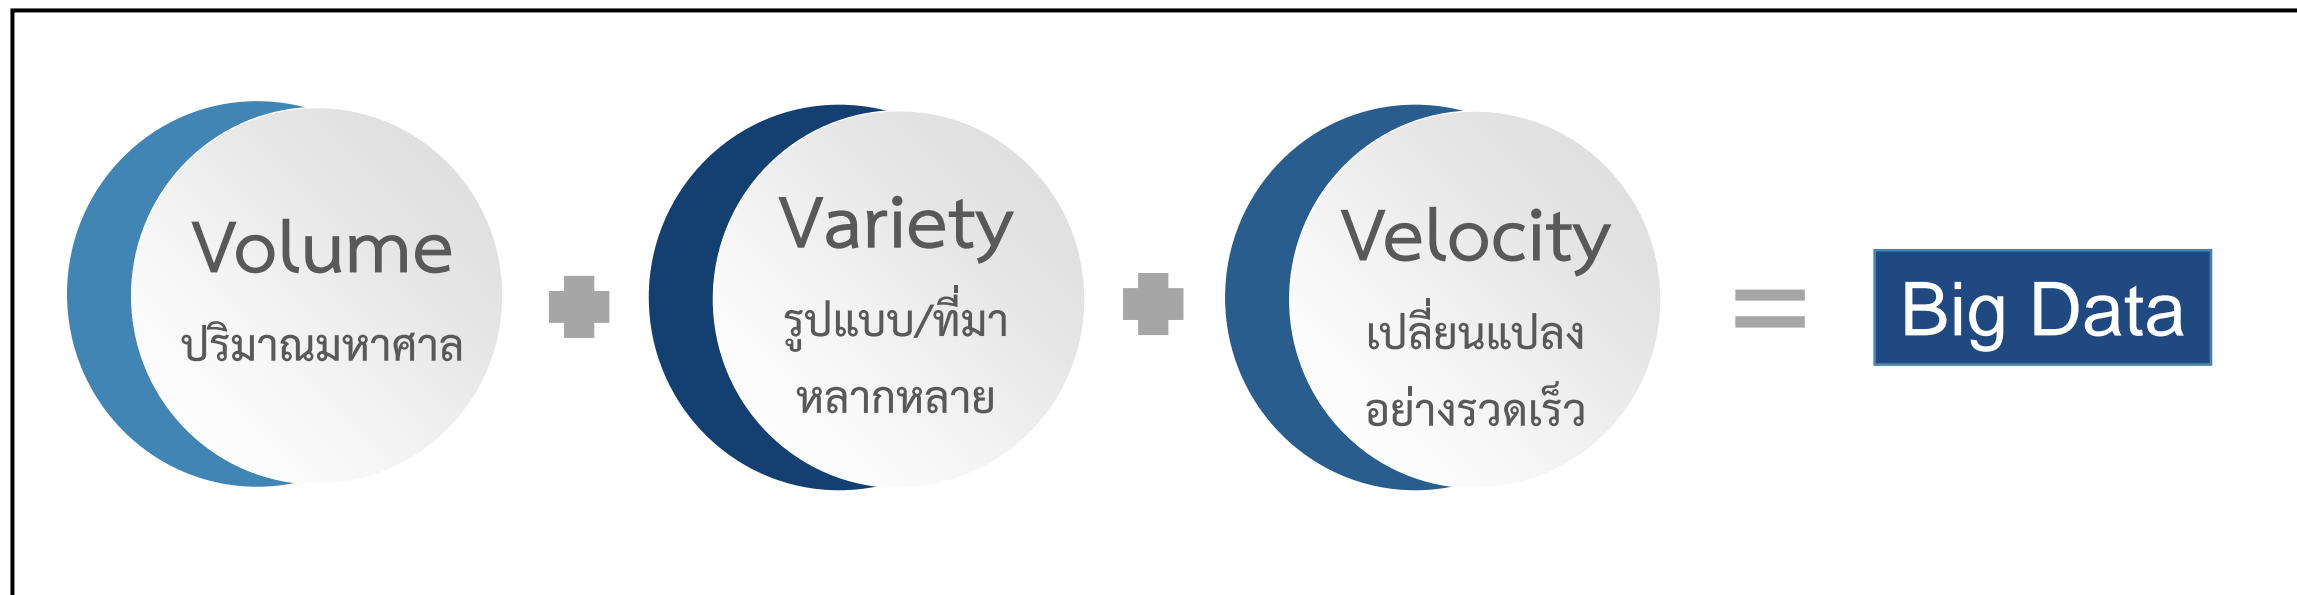 Volume
ปริมาณมหาศาล
Variety
รูปแบบ/ที่มา
หลากหลาย
Velocity
เปลี่ยนแปลง
อย่างรวดเร็ว
Big Data